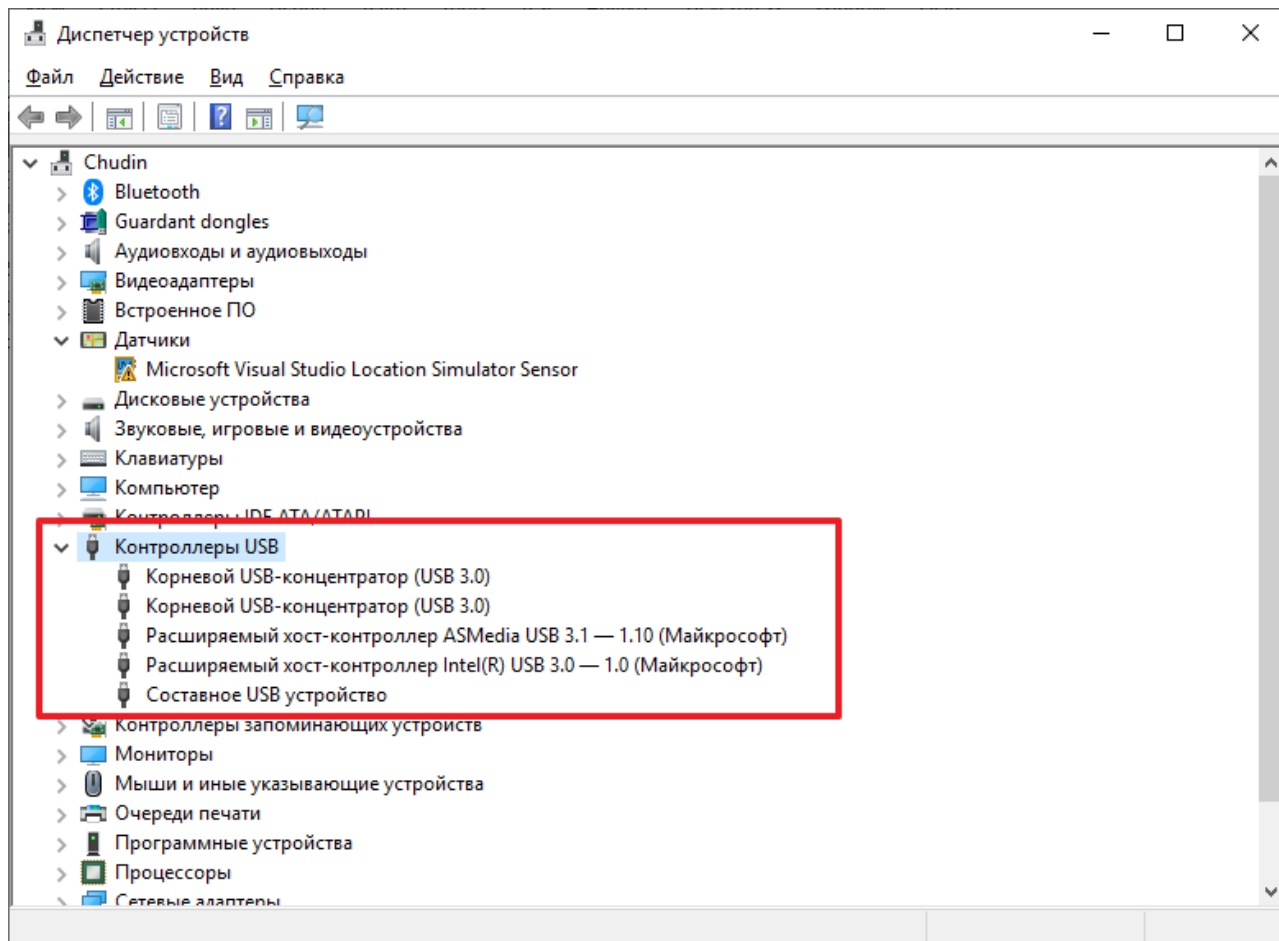 Диспетчер устройств
Файл Действие Вид Справка
Chudin
Bluetooth
Guardant dongles
Аудиовходы и аудиовыходы
Видеоадаптеры
Встроенное ПО
Датчики
Microsoft Visual Studio Location Simulator Sensor
Дисковые устройства
Звуковые, игровые и видеоустройства
Клавиатуры
Компьютер
Контроллеры IDE ATA/ATAPI
Контроллеры USB
Корневой USB-концентратор (USB 3.0)
Корневой USB-концентратор (USB 3.0)
Расширяемый хост-контроллер ASMedia USB 3.1 — 1.10 (Майкрософт)
Расширяемый хост-контроллер Intel(R) USB 3.0 — 1.0 (Майкрософт)
Составное USB устройство
Контроллеры запоминающих устройств
Мониторы
Мыши и иные указывающие устройства
Очереди печати
Программные устройства
Процессоры
Сетевые адаптеры